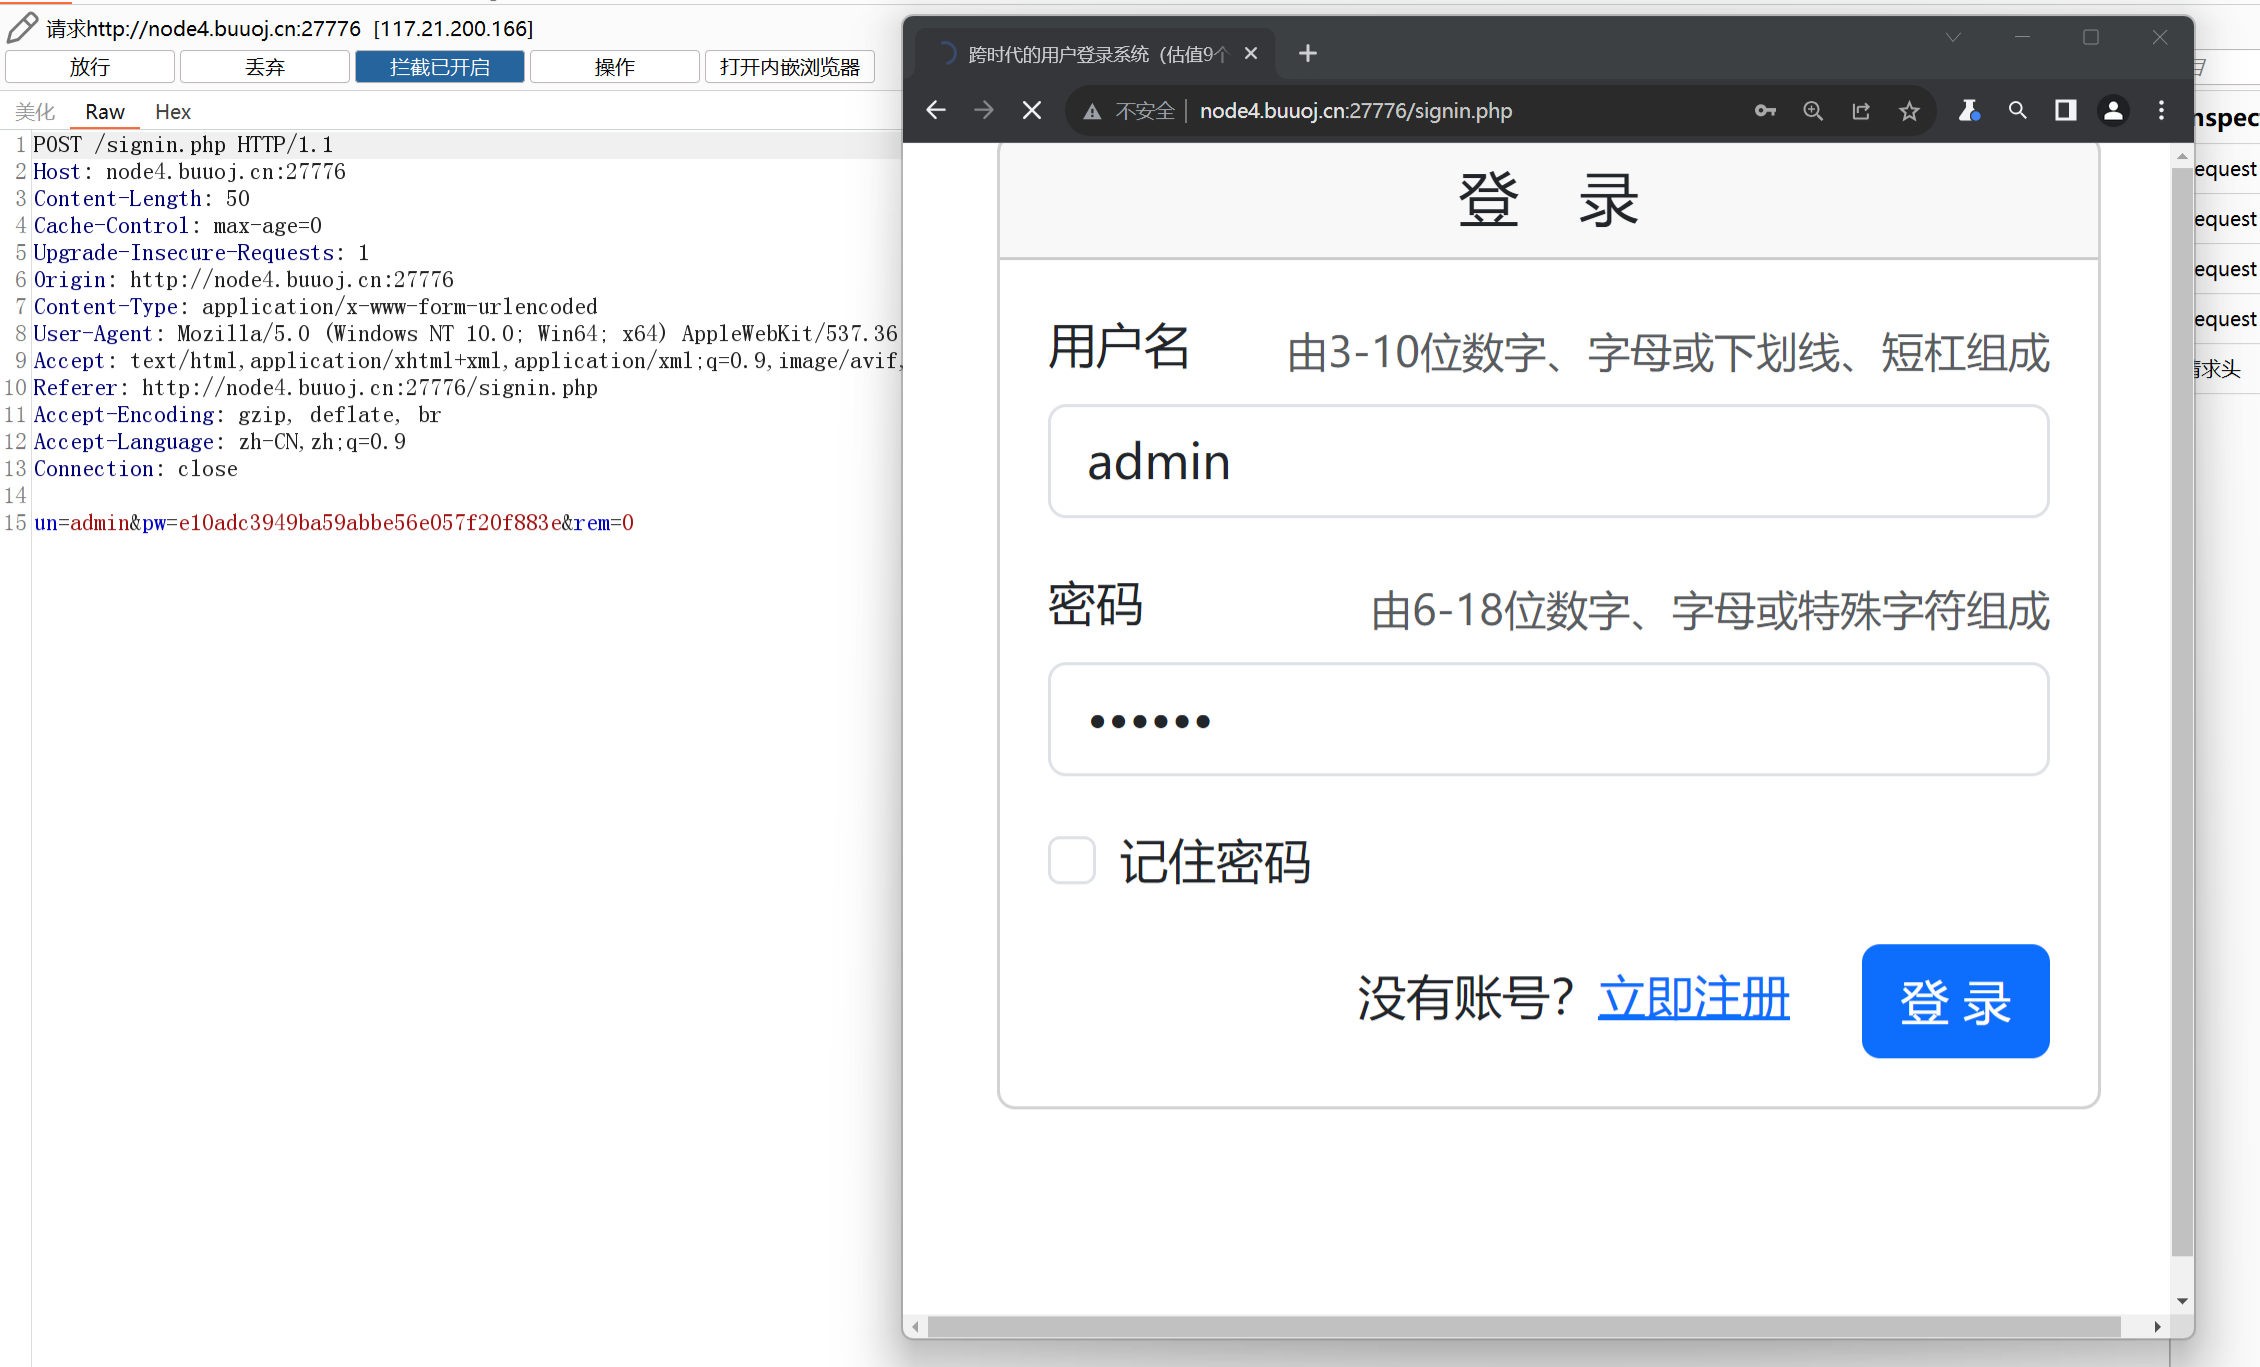 请求http://node4.buuoj.cn:27776 [117.21.200.166]
放行 丢弃 拦截已开启 操作 打开内嵌浏览器
美化 Raw Hex
1 POST /signin.php HTTP/1.1
2 Host: node4.buuoj.cn:27776
3 Content-Length: 50
4 Cache-Control: max-age=0
5 Upgrade-Insecure-Requests: 1
6 Origin: http://node4.buuoj.cn:27776
7 Content-Type: application/x-www-form-urlencoded
8 User-Agent: Mozilla/5.0 (Windows NT 10.0; Win64; x64) AppleWebKit/537.36
9 Accept: text/html,application/xhtml+xml,application/xml;q=0.9,image/avif,
10 Referer: http://node4.buuoj.cn:27776/signin.php
11 Accept-Encoding: gzip, deflate, br
12 Accept-Language: zh-CN,zh;q=0.9
13 Connection: close
14
15 un=admin&pw=e10adc3949ba59abbe56e057f20f883e&rem=0
跨时代的用户登录系统（估值9个
不安全 node4.buuoj.cn:27776/signin.php
登 录
用户名 由3-10位数字、字母或下划线、短杠组成
admin
密码 由6-18位数字、字母或特殊字符组成
••••••
记住密码
没有账号？立即注册 登 录
nspec
equest
equest
equest
equest
请求头